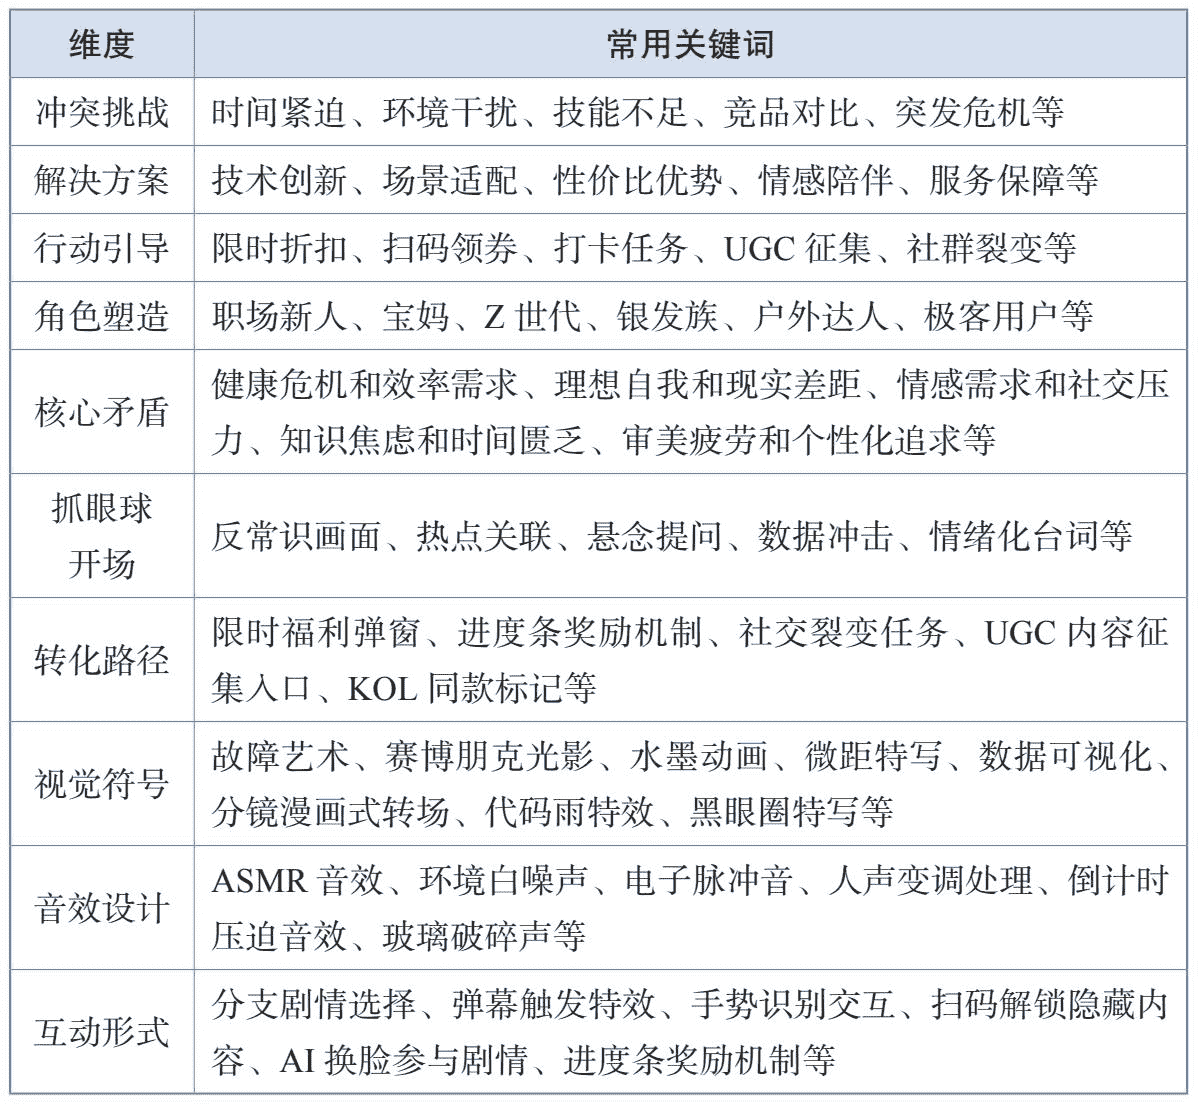 维度 常用关键词
冲突挑战 时间紧迫、环境干扰、技能不足、竞品对比、突发危机等
解决方案 技术创新、场景适配、性价比优势、情感陪伴、服务保障等
行动引导 限时折扣、扫码领券、打卡任务、UGC 征集、社群裂变等
角色塑造 职场新人、宝妈、Z 世代、银发族、户外达人、极客用户等
核心矛盾 健康危机和效率需求、理想自我和现实差距、情感需求和社交压
力、知识焦虑和时间匮乏、审美疲劳和个性化追求等
抓眼球
开场
反常识画面、热点关联、悬念提问、数据冲击、情绪化台词等
转化路径 限时福利弹窗、进度条奖励机制、社交裂变任务、UGC 内容征
集入口、KOL 同款标记等
视觉符号 故障艺术、赛博朋克光影、水墨动画、微距特写、数据可视化、
分镜漫画式转场、代码雨特效、黑眼圈特写等
音效设计 ASMR 音效、环境白噪声、电子脉冲音、人声变调处理、倒计时
压迫音效、玻璃破碎声等
互动形式 分支剧情选择、弹幕触发特效、手势识别交互、扫码解锁隐藏内
容、AI 换脸参与剧情、进度条奖励机制等